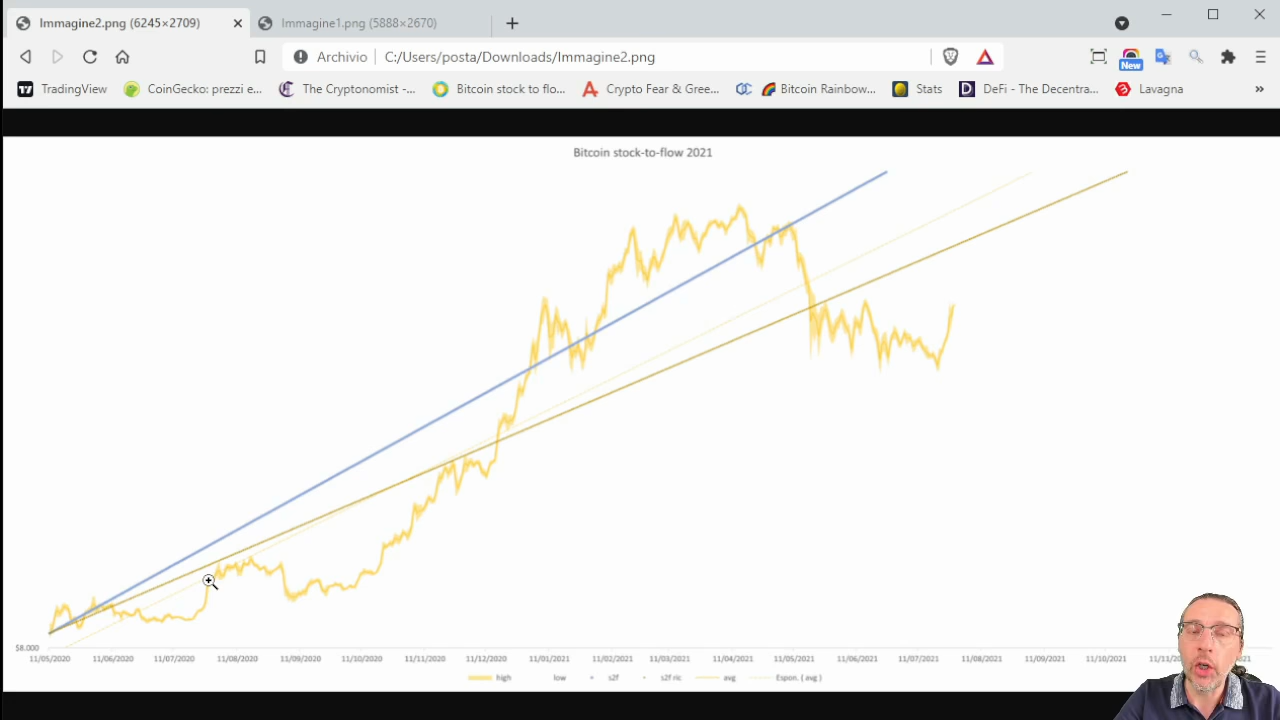 Immagine2.png (6245×2709)
Immagine1.png (5888×2670)
Archivio
C:/Users/posta/Downloads/Immagine2.png
New
TradingView
CoinGecko: prezzi e...
The Cryptonomist -...
Bitcoin stock to flo...
Crypto Fear & Gree...
Bitcoin Rainbow...
Stats
DeFi - The Decentra...
Lavagna
»
Bitcoin stock-to-flow 2021
$8.000
11/05/2020 11/06/2020 11/07/2020 11/08/2020 11/09/2020 11/10/2020 11/11/2020 11/12/2020 11/01/2021 11/02/2021 11/03/2021 11/04/2021 11/05/2021 11/06/2021 11/07/2021 11/08/2021 11/09/2021 11/10/2021
high low s2f s2f ric avg Espon. ( avg )